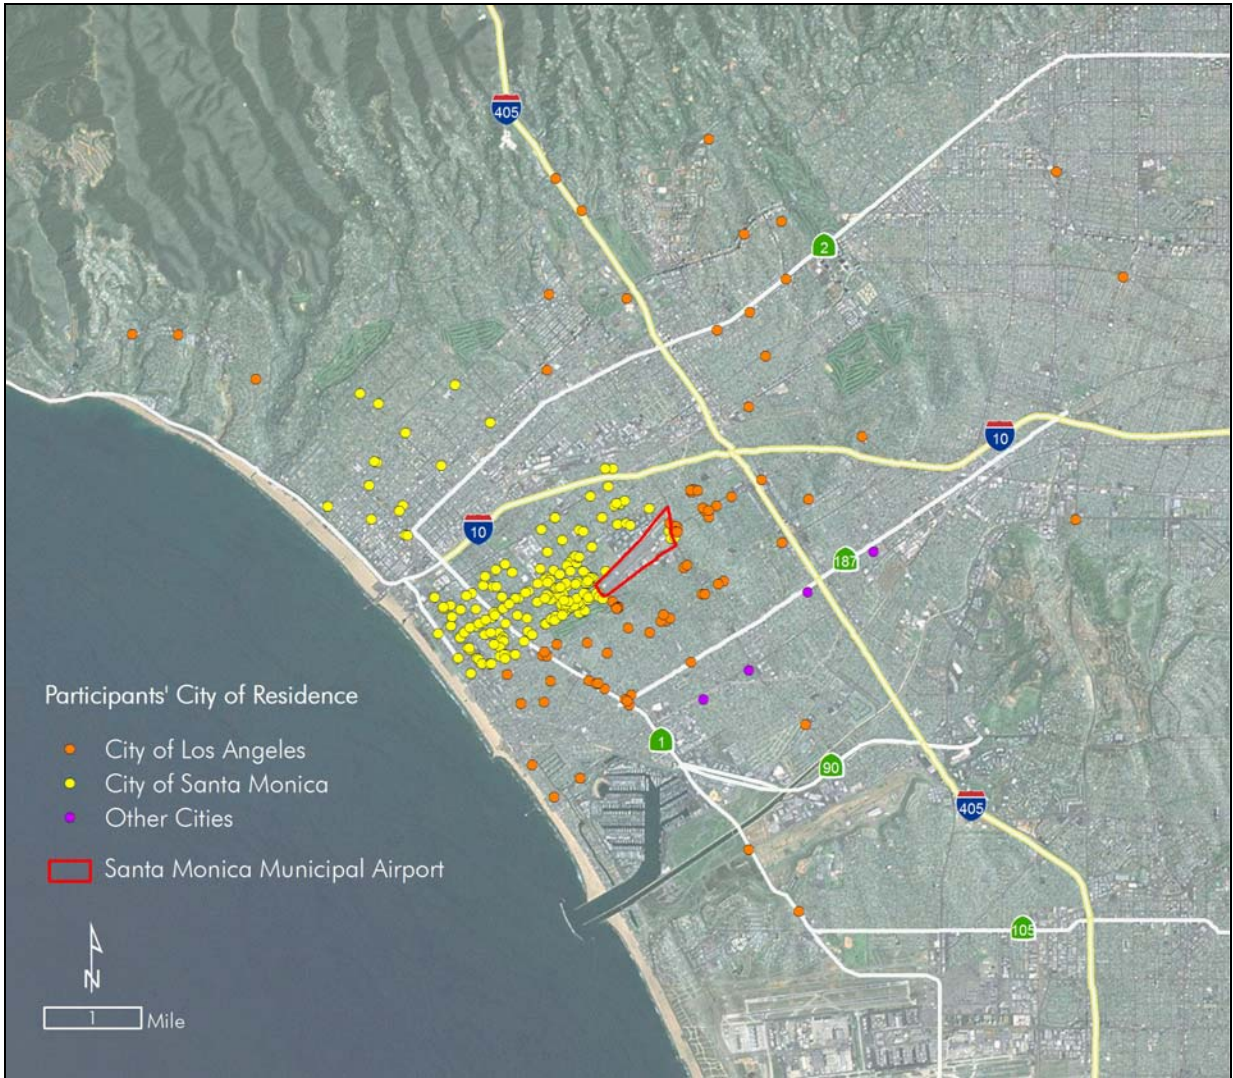 405
2
10
10
187
Participants' City of Residence
City of Los Angeles
1
City of Santa Monica
90
Other Cities
405
Santa Monica Municipal Airport
105
N
1 Mile